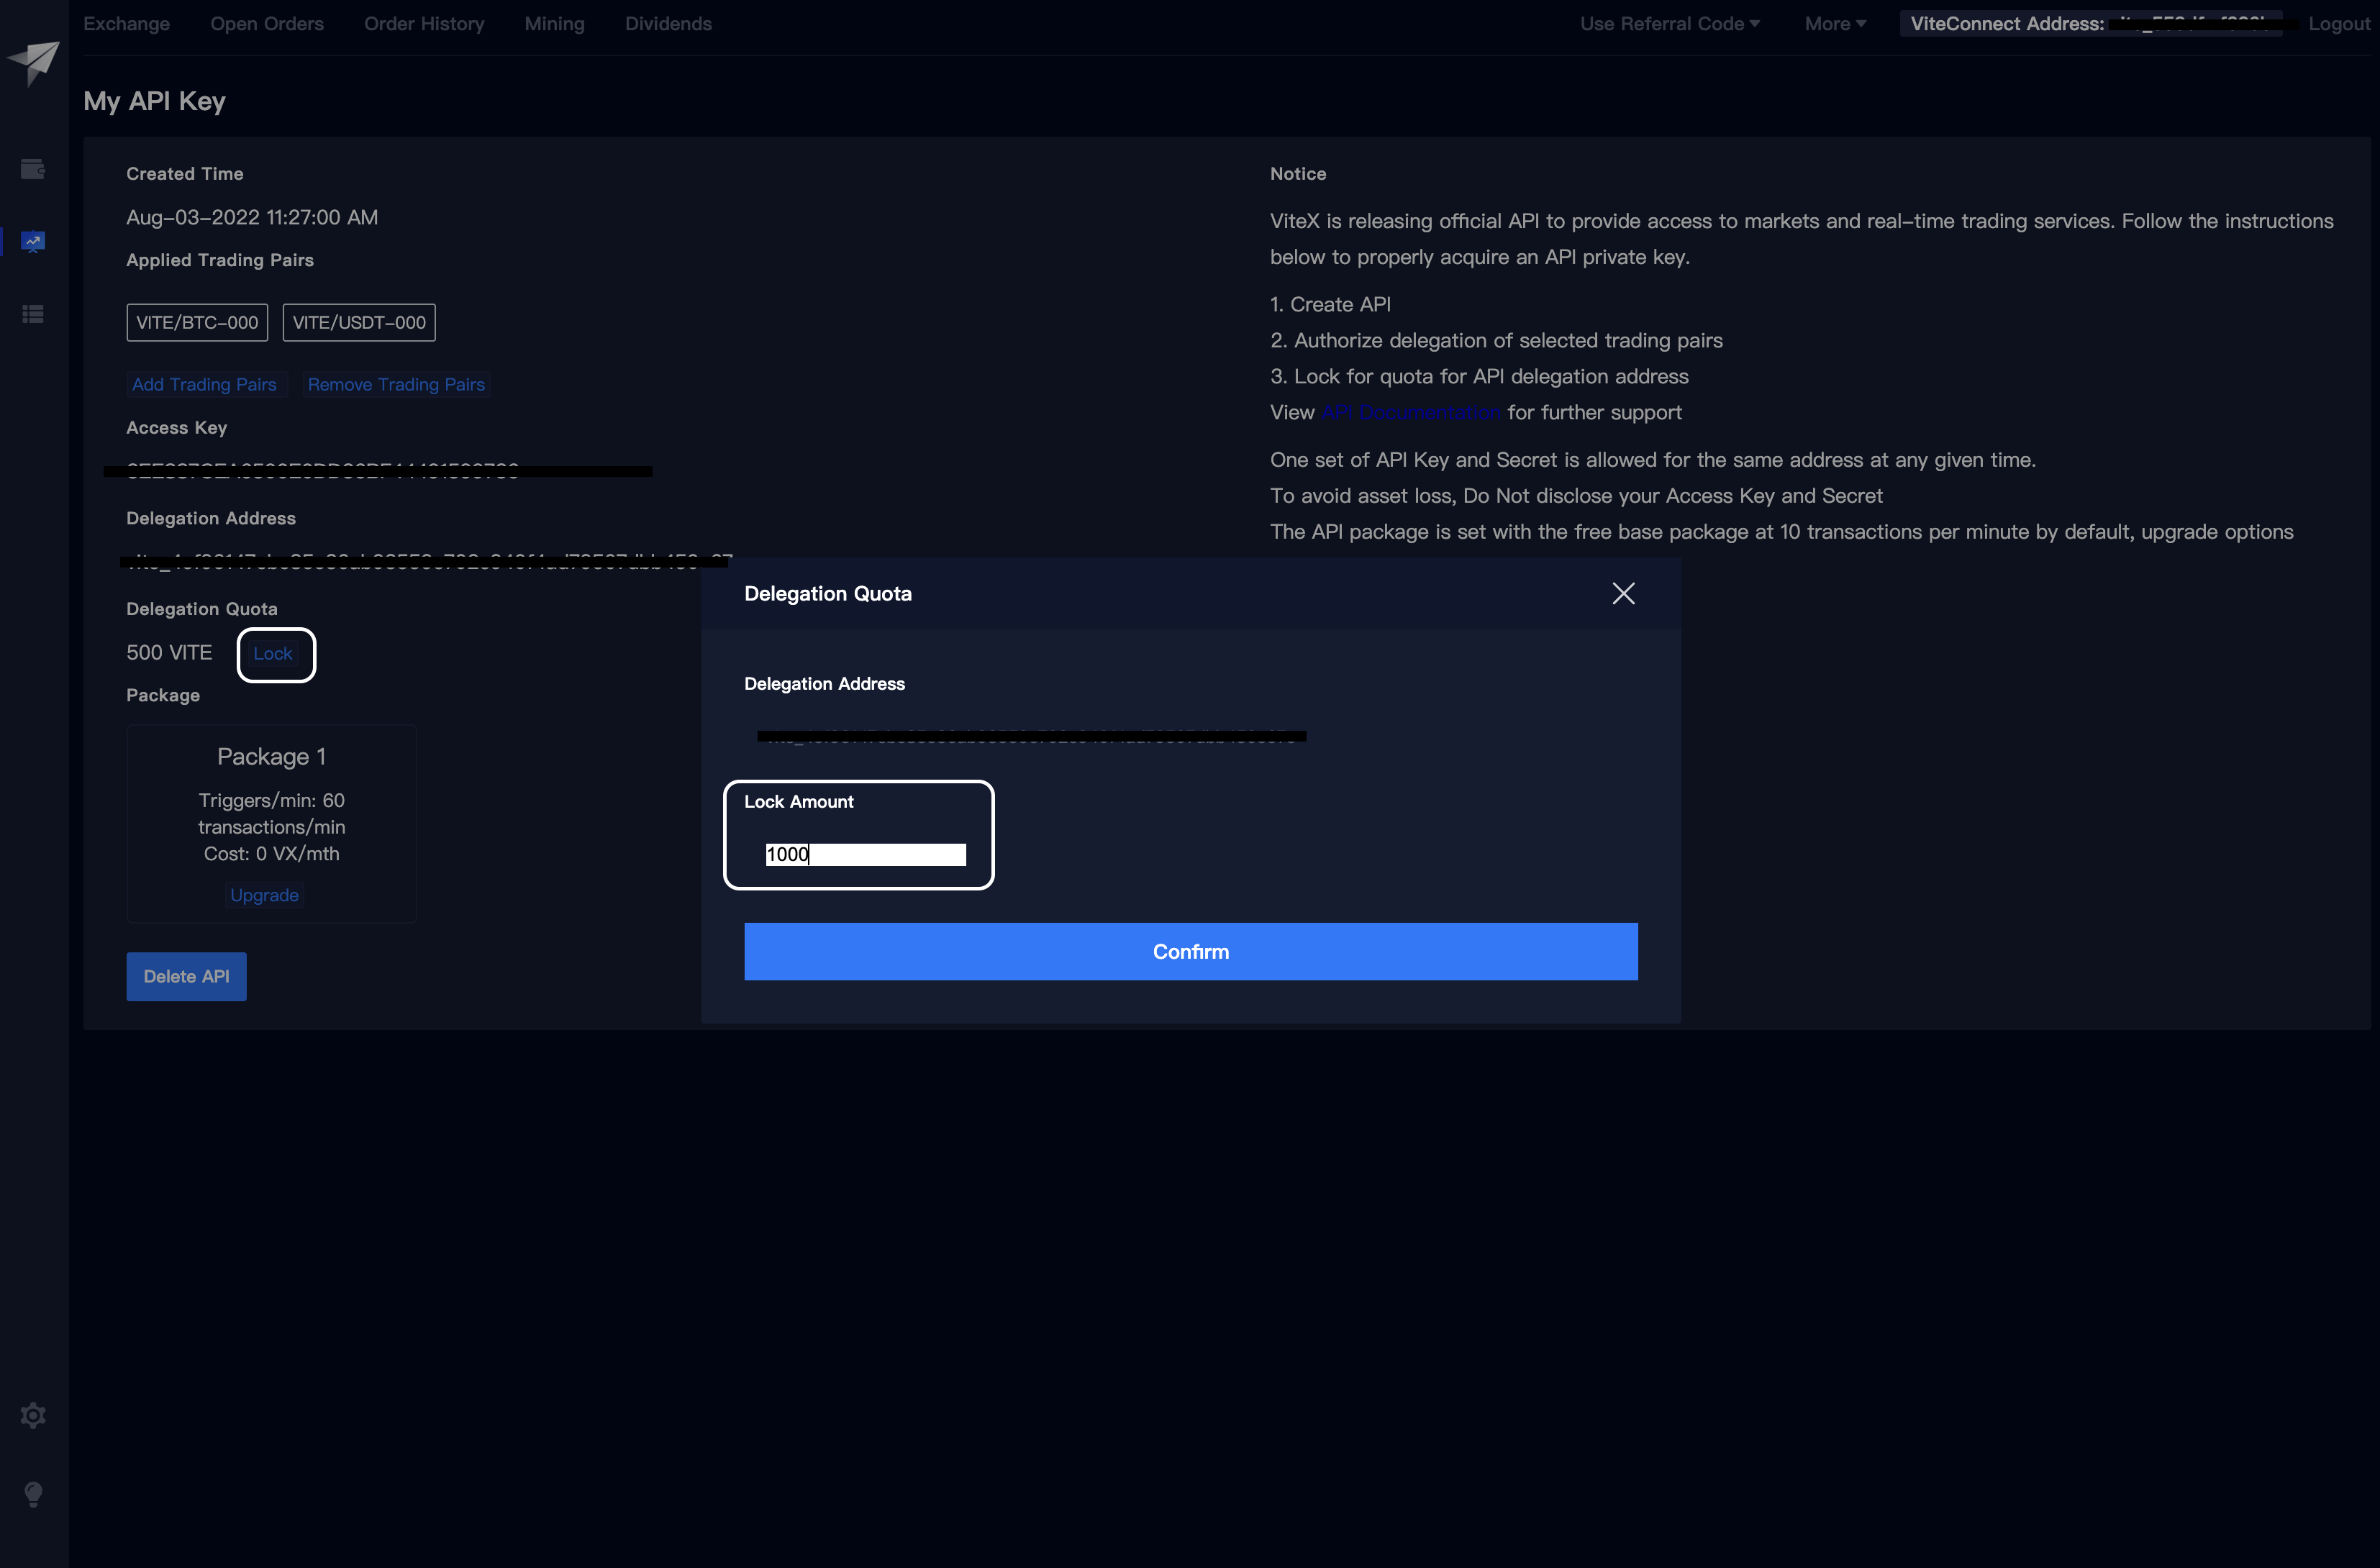 Exchange Open Orders Order History Mining Dividends Use Referral Code More ViteConnect Address: Logout
My API Key
Created Time
Aug-03-2022 11:27:00 AM
Applied Trading Pairs
VITE/BTC-000 VITE/USDT-000
Add Trading Pairs Remove Trading Pairs
Access Key
Delegation Address
Delegation Quota
500 VITE Lock
Package
Package 1
Triggers/min: 60
transactions/min
Cost: 0 VX/mth
Upgrade
Delete API
Notice
ViteX is releasing official API to provide access to markets and real-time trading services. Follow the instructions
below to properly acquire an API private key.
1. Create API
2. Authorize delegation of selected trading pairs
3. Lock for quota for API delegation address
View API Documentation for further support
One set of API Key and Secret is allowed for the same address at any given time.
To avoid asset loss, Do Not disclose your Access Key and Secret
The API package is set with the free base package at 10 transactions per minute by default, upgrade options
Delegation Quota
Delegation Address
Lock Amount
1000
Confirm